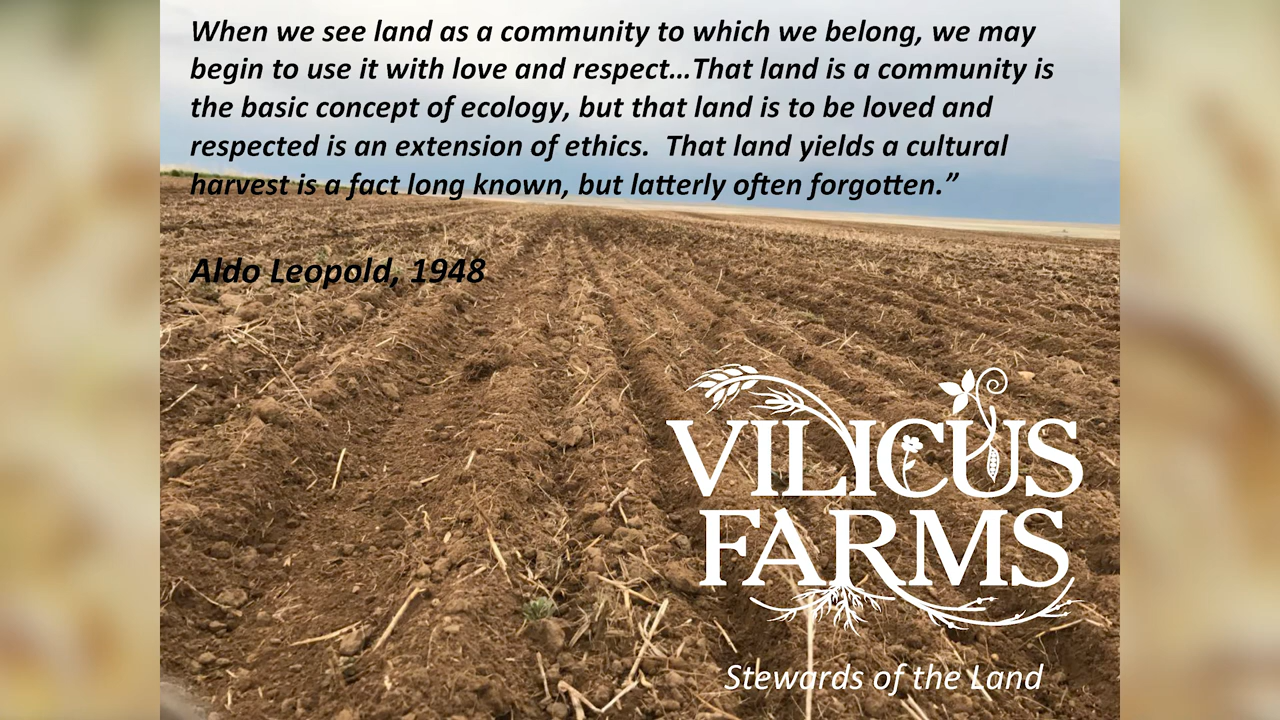 When we see land as a community to which we belong, we may
begin to use it with love and respect...That land is a community is
the basic concept of ecology, but that land is to be loved and
respected is an extension of ethics.  That land yields a cultural
harvest is a fact long known, but latterly often forgotten.”
Aldo Leopold, 1948
VILICUS
FARMS
Stewards of the Land